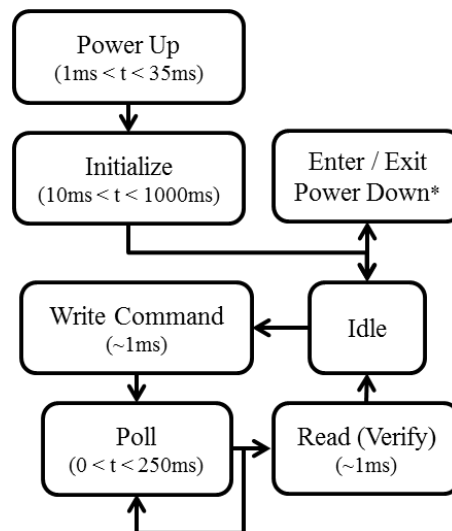 Power Up
(1ms < t < 35ms)
Initialize
(10ms < t < 1000ms)
Enter / Exit
Power Down*
Write Command
(~1ms)
Idle
Poll
(0 < t < 250ms)
Read (Verify)
(~1ms)